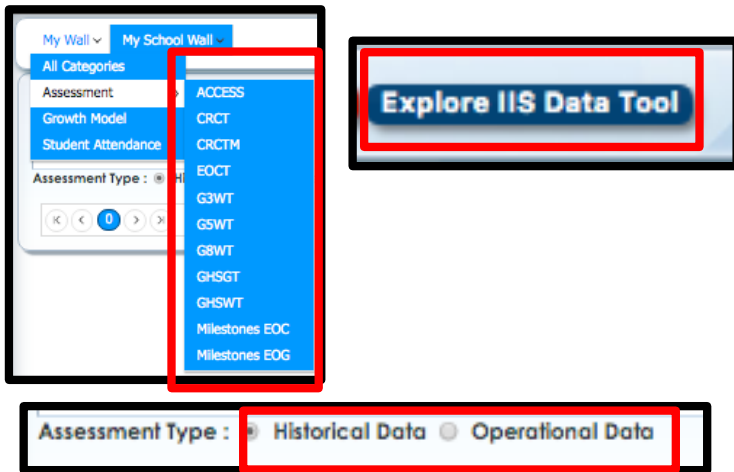 My Wall My School Wall
All Categories
Assessment
Growth Model
Student Attendance
ACCESS
CRCT
CRCTM
EOCT
G3WT
G5WT
G8WT
GHSGT
GHSWT
Milestones EOC
Milestones EOG
Assessment Type :
0
Explore IIS Data Tool
Assessment Type : Historical Data Operational Data